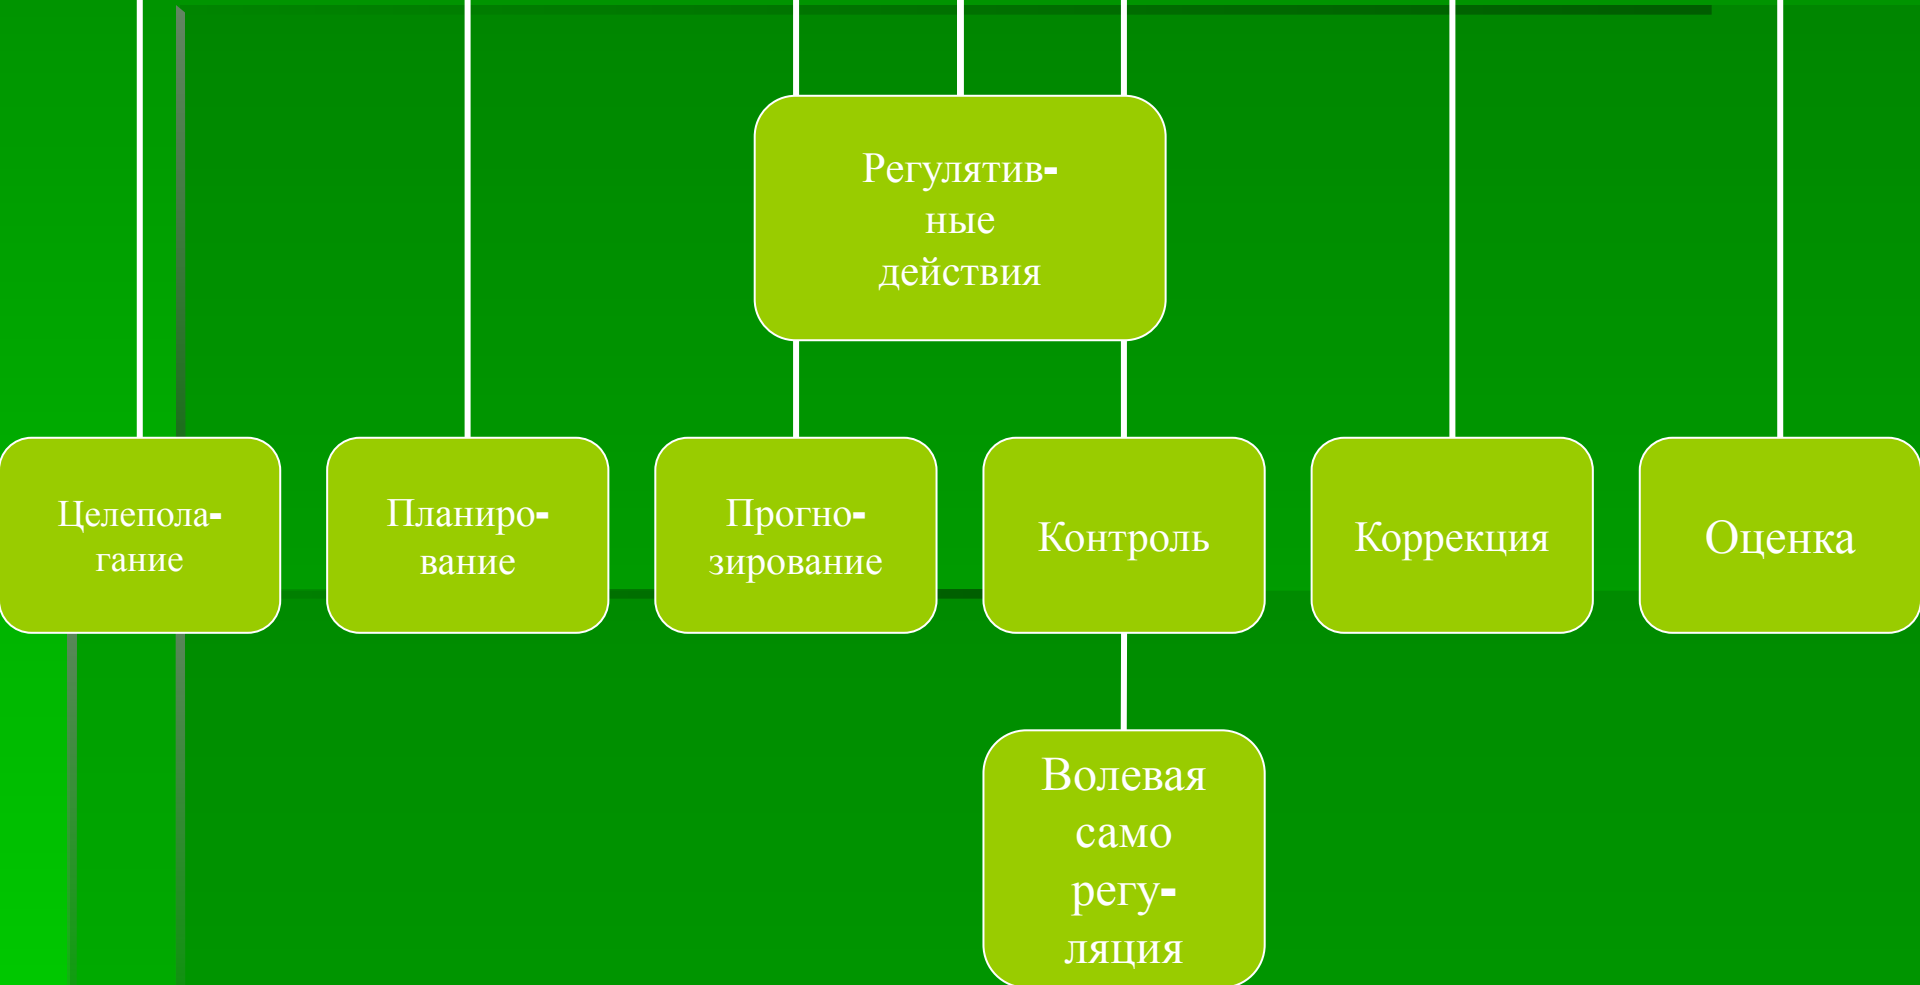 Регулятив-
ные
действия
Целепола-
гание
Планиро-
вание
Прогно-
зирование
Контроль
Коррекция
Оценка
Волевая
само
регу-
ляция